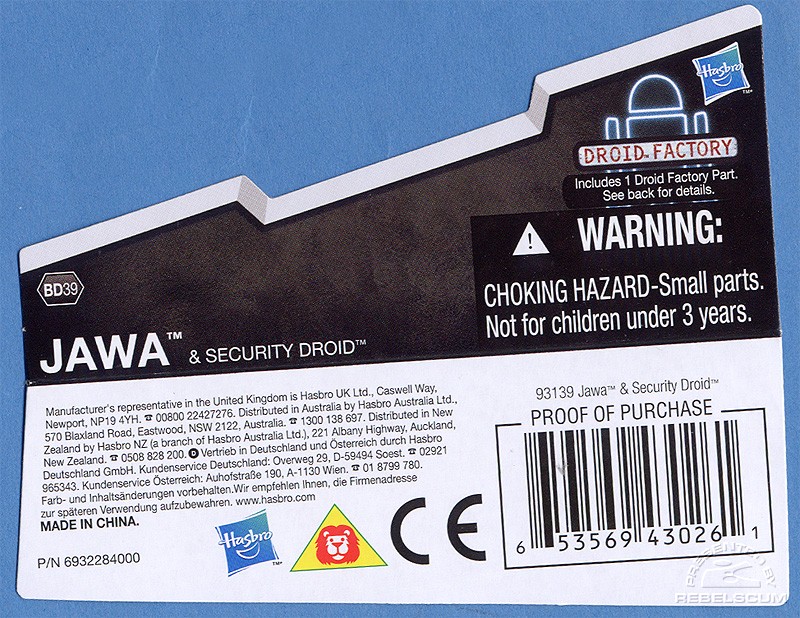 Hasbro
TM
DROID FACTORY
Includes 1 Droid Factory Part.
See back for details.
WARNING:
CHOKING HAZARD-Small parts.
Not for children under 3 years.
BD39
JAWA™ & SECURITY DROID™
Manufacturer's representative in the United Kingdom is Hasbro UK Ltd., Caswell Way,
Newport, NP19 4YH. ☎ 00800 22427276. Distributed in Australia by Hasbro Australia Ltd.,
570 Blaxland Road, Eastwood, NSW 2122, Australia. ☎ 1300 138 697. Distributed in New
Zealand by Hasbro NZ (a branch of Hasbro Australia Ltd.), 221 Albany Highway, Auckland,
New Zealand. ☎ 0508 828 200. D Vertrieb in Deutschland und Österreich durch Hasbro
Deutschland GmbH. Kundenservice Deutschland: Overweg 29, D-59494 Soest. ☎ 02921
965343. Kundenservice Österreich: Auhofstraße 190, A-1130 Wien. ☎ 01 8799 780.
Farb- und Inhaltsänderungen vorbehalten.Wir empfehlen Ihnen, die Firmenadresse
zur späteren Verwendung aufzubewahren. www.hasbro.com
MADE IN CHINA.
P/N 6932284000
Hasbro
TM
CE
93139 Jawa™ & Security Droid™
PROOF OF PURCHASE
6 53569 43026 1
PRESENTED BY
REBELSCUM